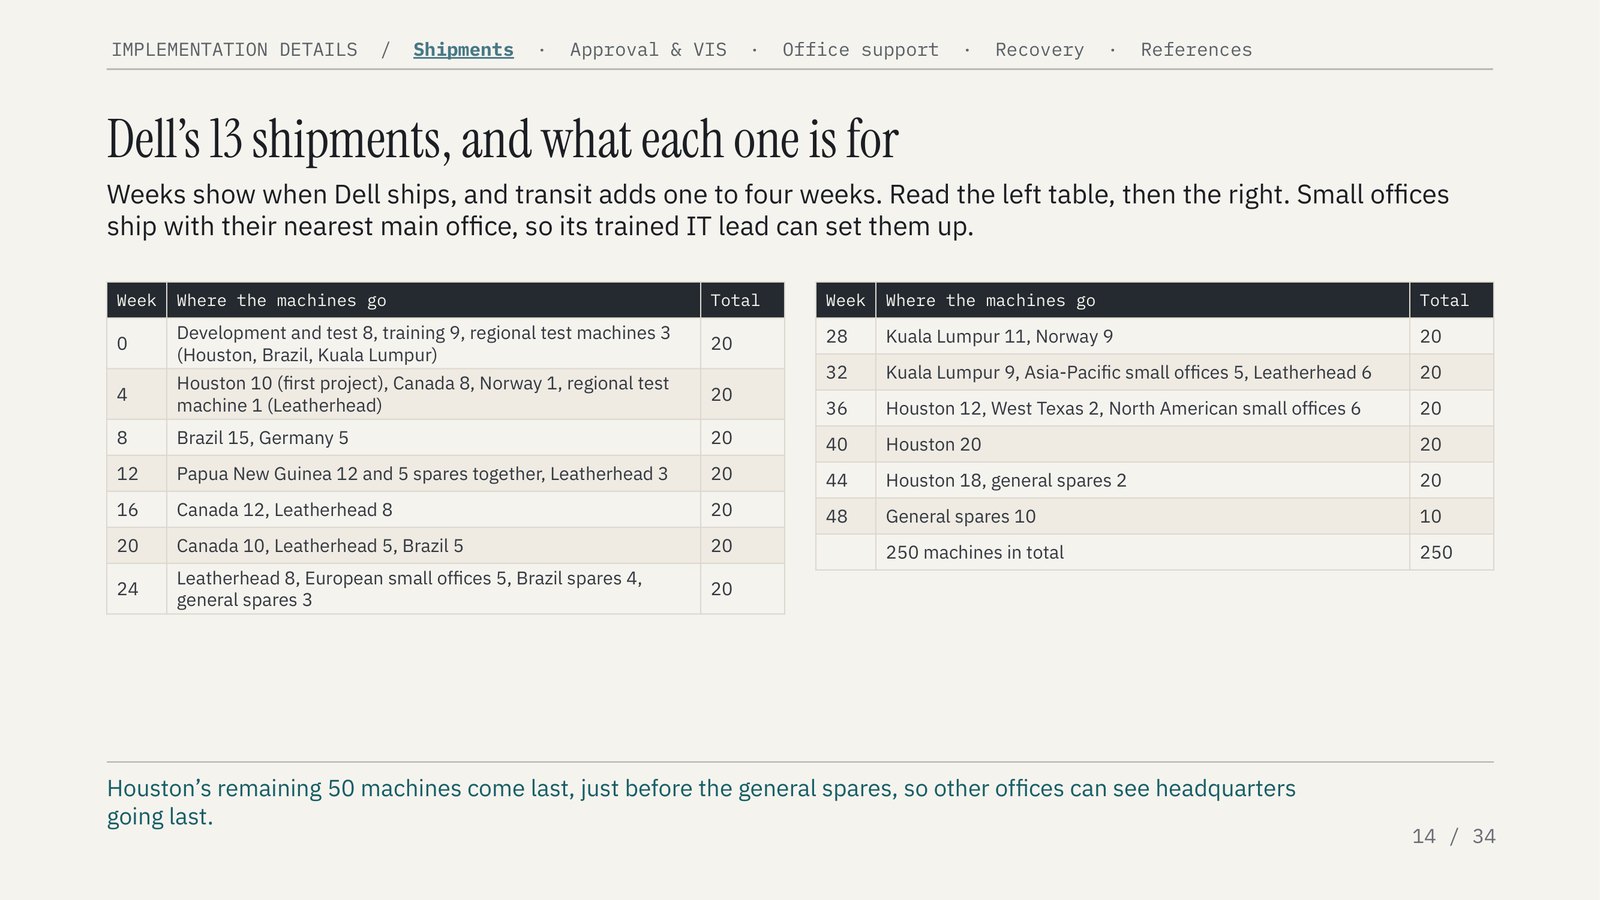 IMPLEMENTATION DETAILS / Shipments · Approval & VIS · Office support · Recovery · References
Dell’s 13 shipments, and what each one is for
Weeks show when Dell ships, and transit adds one to four weeks. Read the left table, then the right. Small offices
ship with their nearest main office, so its trained IT lead can set them up.
Week Where the machines go Total
0 Development and test 8, training 9, regional test machines 3
(Houston, Brazil, Kuala Lumpur) 20
4 Houston 10 (first project), Canada 8, Norway 1, regional test
machine 1 (Leatherhead) 20
8 Brazil 15, Germany 5 20
12 Papua New Guinea 12 and 5 spares together, Leatherhead 3 20
16 Canada 12, Leatherhead 8 20
20 Canada 10, Leatherhead 5, Brazil 5 20
24 Leatherhead 8, European small offices 5, Brazil spares 4,
general spares 3 20
Week Where the machines go Total
28 Kuala Lumpur 11, Norway 9 20
32 Kuala Lumpur 9, Asia-Pacific small offices 5, Leatherhead 6 20
36 Houston 12, West Texas 2, North American small offices 6 20
40 Houston 20 20
44 Houston 18, general spares 2 20
48 General spares 10 10
250 machines in total 250
Houston’s remaining 50 machines come last, just before the general spares, so other offices can see headquarters
going last.
14 / 34